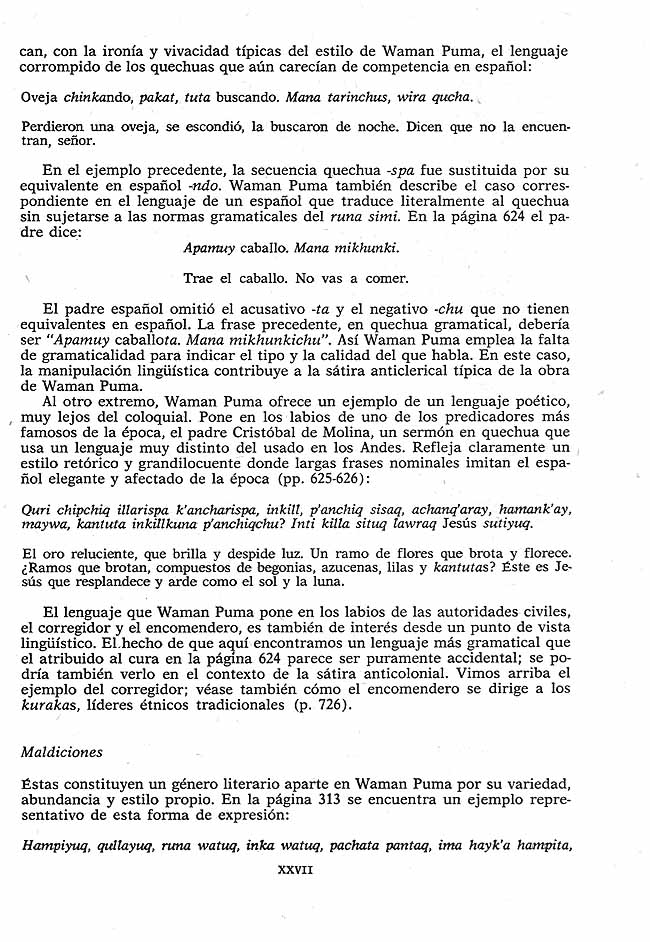 can, con la ironía y vivacidad típicas del estilo de Waman Puma, el lenguaje
corrompido de los quechuas que aún carecían de competencia en español:
Oveja chinkando, pakat, tuta buscando. Mana tarinchus, wira qucha.
Perdieron una oveja, se escondió, la buscaron de noche. Dicen que no la encuen-
tran, señor.
En el ejemplo precedente, la secuencia quechua -spa fue sustituida por su
equivalente en español -ndo. Waman Puma también describe el caso corres-
pondiente en el lenguaje de un español que traduce literalmente al quechua
sin sujetarse a las normas gramaticales del runa simi. En la página 624 el pa-
dre dice:
Apamuy caballo. Mana mikhunki.
Trae el caballo. No vas a comer.
El padre español omitió el acusativo -ta y el negativo -chu que no tienen
equivalentes en español. La frase precedente, en quechua gramatical, debería
ser “Apamuy caballota. Mana mikhunkichu”. Así Waman Puma emplea la falta
de gramaticalidad para indicar el tipo y la calidad del que habla. En este caso,
la manipulación lingüística contribuye a la sátira anticlerical típica de la obra
de Waman Puma.
Al otro extremo, Waman Puma ofrece un ejemplo de un lenguaje poético,
muy lejos del coloquial. Pone en los labios de uno de los predicadores más
famosos de la época, el padre Cristóbal de Molina, un sermón en quechua que
usa un lenguaje muy distinto del usado en los Andes. Refleja claramente un
estilo retórico y grandilocuente donde largas frases nominales imitan el espa-
ñol elegante y afectado de la época (pp. 625-626):
Quri chipchiq illarispa k'ancharispa, inkill, p'anchiq sisaq, achanq'aray, hamank'ay,
maywa, kantuta inkillkuna p'anchiqchu? Inti killa situq lawraq Jesús sutiyuq.
El oro reluciente, que brilla y despide luz. Un ramo de flores que brota y florece.
¿Ramos que brotan, compuestos de begonias, azucenas, lilas y kantutas? Éste es Je-
sús que resplandece y arde como el sol y la luna.
El lenguaje que Waman Puma pone en los labios de las autoridades civiles,
el corregidor y el encomendero, es también de interés desde un punto de vista
lingüístico. El hecho de que aquí encontramos un lenguaje más gramatical que
el atribuido al cura en la página 624 parece ser puramente accidental; se po-
dría también verlo en el contexto de la sátira anticolonial. Vimos arriba el
ejemplo del corregidor; véase también cómo el encomendero se dirige a los
kurakas, líderes étnicos tradicionales (p. 726).
Maldiciones
Éstas constituyen un género literario aparte en Waman Puma por su variedad,
abundancia y estilo propio. En la página 313 se encuentra un ejemplo repre-
sentativo de esta forma de expresión:
Hampiyuq, qullayuq, runa watuq, inka watuq, pachata pantaq, ima hayk'a hampita,
XXVII